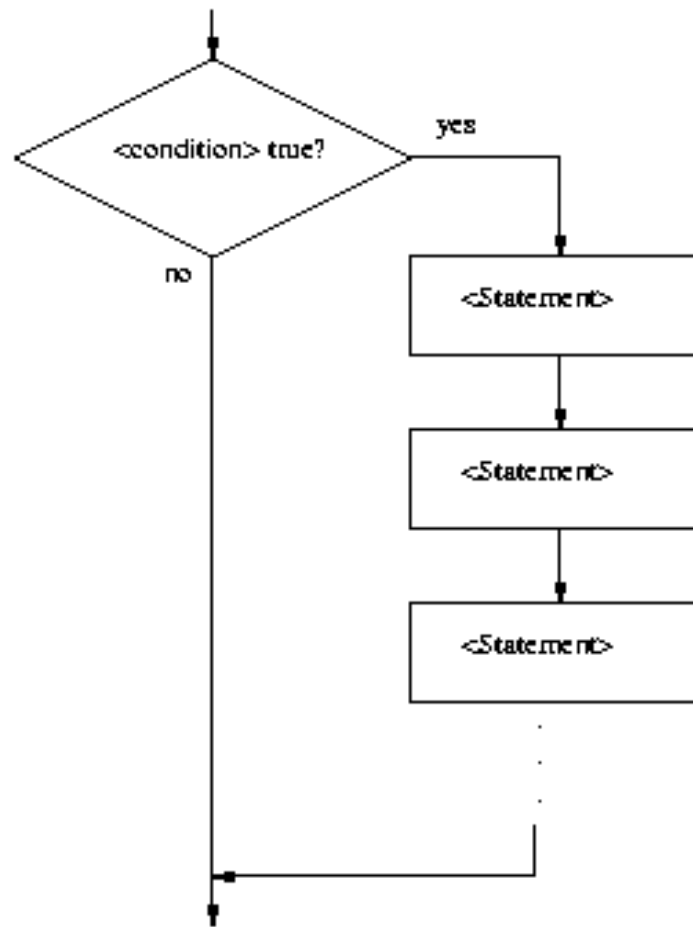 <condition> true?
yes
no
<Statement>
<Statement>
<Statement>